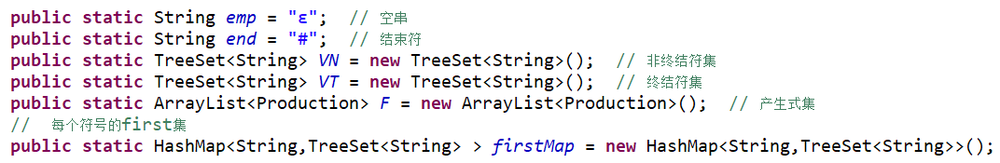 public static String emp = "ε";  // 空串
public static String end = "#";  // 结束符
public static TreeSet<String> VN = new TreeSet<String>();  // 非终结符集
public static TreeSet<String> VT = new TreeSet<String>();  // 终结符集
public static ArrayList<Production> F = new ArrayList<Production>();  // 产生式集
//  每个符号的first集
public static HashMap<String,TreeSet<String> > firstMap = new HashMap<String,TreeSet<String>>();